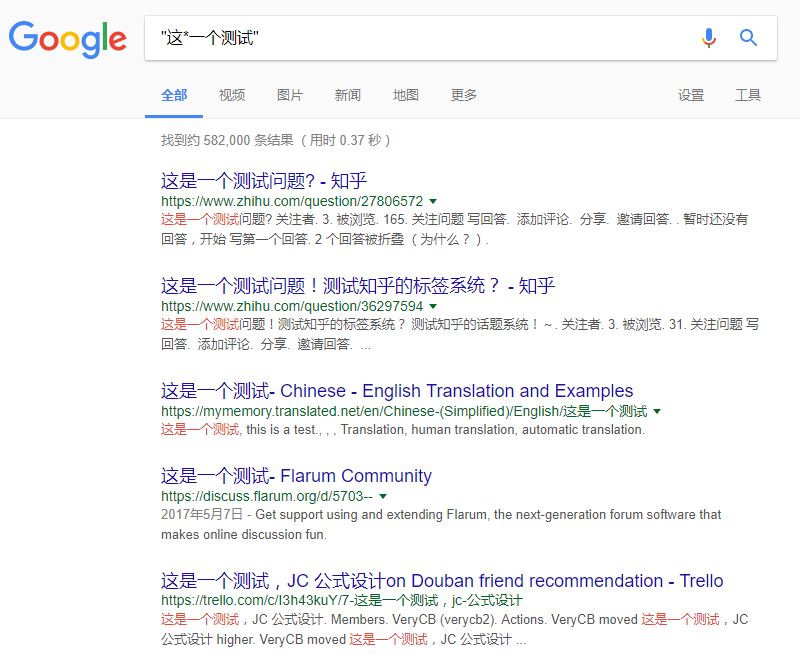 Google
"这*一个测试"
全部 视频 图片 新闻 地图 更多 设置 工具
找到约 582,000 条结果 （用时 0.37 秒）
这是一个测试问题? - 知乎
https://www.zhihu.com/question/27806572
这是一个测试问题? 关注者. 3. 被浏览. 165. 关注问题 写回答. 添加评论. 分享. 邀请回答. . 暂时还没有
回答，开始 写第一个回答. 2 个回答被折叠（为什么？）.
这是一个测试问题！测试知乎的标签系统？ - 知乎
https://www.zhihu.com/question/36297594
这是一个测试问题！测试知乎的标签系统？ 测试知乎的话题系统！~ . 关注者. 3. 被浏览. 31. 关注问题 写
回答. 添加评论. 分享. 邀请回答. ...
这是一个测试- Chinese - English Translation and Examples
https://mymemory.translated.net/en/Chinese-(Simplified)/English/这是一个测试
这是一个测试, this is a test., , , Translation, human translation, automatic translation.
这是一个测试- Flarum Community
https://discuss.flarum.org/d/5703--
2017年5月7日 - Get support using and extending Flarum, the next-generation forum software that
makes online discussion fun.
这是一个测试，JC 公式设计on Douban friend recommendation - Trello
https://trello.com/c/l3h43kuY/7-这是一个测试，jc-公式设计
这是一个测试，JC 公式设计. Members. VeryCB (verycb2). Actions. VeryCB moved 这是一个测试，JC
公式设计 higher. VeryCB moved 这是一个测试，JC 公式设计 ...